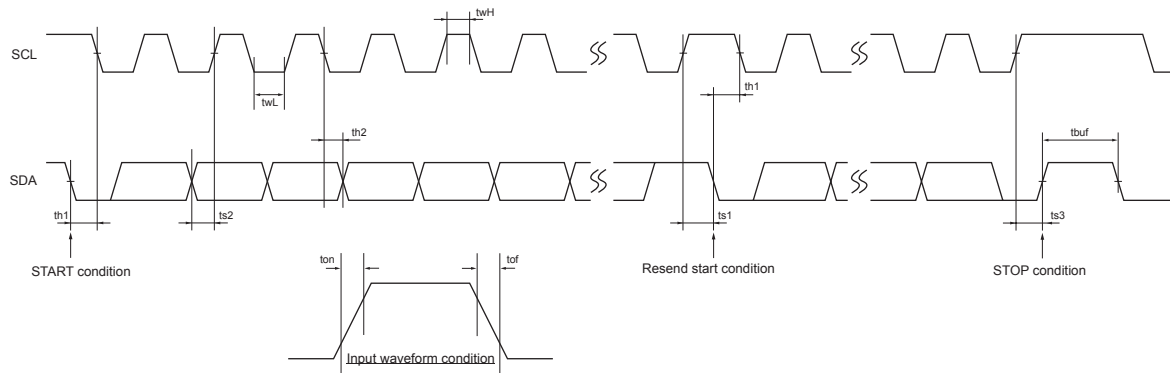 twH
SCL
twL
th1
th2
tbuf
SDA
th1
ts2
ts1
ts3
START condition
Resend start condition
STOP condition
ton
tof
Input waveform condition